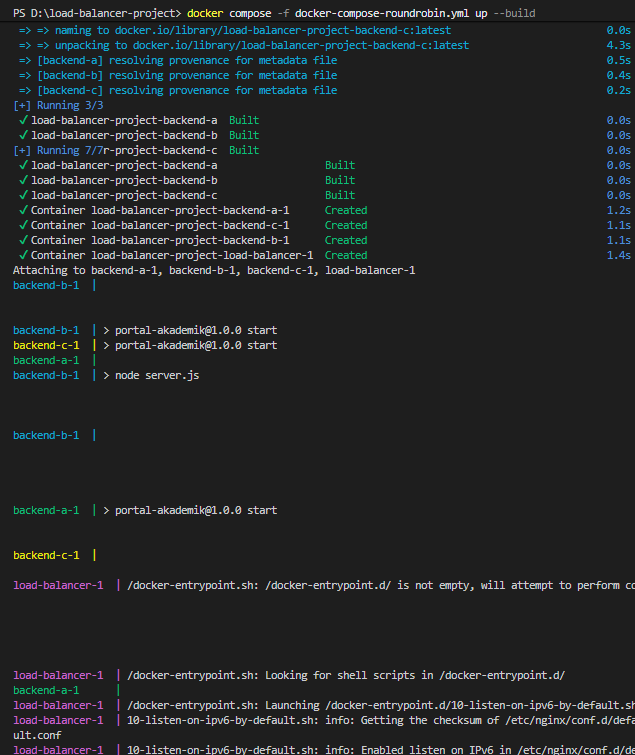 PS D:\load-balancer-project> docker compose -f docker-compose-roundrobin.yml up --build
=> => naming to docker.io/library/load-balancer-project-backend-c:latest 0.0s
=> => unpacking to docker.io/library/load-balancer-project-backend-c:latest 4.3s
=> [backend-a] resolving provenance for metadata file 0.5s
=> [backend-b] resolving provenance for metadata file 0.4s
=> [backend-c] resolving provenance for metadata file 0.2s
[+] Running 3/3
✓ load-balancer-project-backend-a Built 0.0s
✓ load-balancer-project-backend-b Built 0.0s
[+] Running 7/7r-project-backend-c Built 0.0s
✓ load-balancer-project-backend-a Built 0.0s
✓ load-balancer-project-backend-b Built 0.0s
✓ load-balancer-project-backend-c Built 0.0s
✓ Container load-balancer-project-backend-a-1 Created 1.2s
✓ Container load-balancer-project-backend-c-1 Created 1.1s
✓ Container load-balancer-project-backend-b-1 Created 1.1s
✓ Container load-balancer-project-load-balancer-1 Created 1.4s
Attaching to backend-a-1, backend-b-1, backend-c-1, load-balancer-1
backend-b-1 |
backend-b-1 | > portal-akademik@1.0.0 start
backend-c-1 | > portal-akademik@1.0.0 start
backend-a-1 |
backend-b-1 | > node server.js
backend-b-1 |
backend-a-1 | > portal-akademik@1.0.0 start
backend-c-1 |
load-balancer-1 | /docker-entrypoint.sh: /docker-entrypoint.d/ is not empty, will attempt to perform co
load-balancer-1 | /docker-entrypoint.sh: Looking for shell scripts in /docker-entrypoint.d/
backend-a-1 |
load-balancer-1 | /docker-entrypoint.sh: Launching /docker-entrypoint.d/10-listen-on-ipv6-by-default.sh
load-balancer-1 | 10-listen-on-ipv6-by-default.sh: info: Getting the checksum of /etc/nginx/conf.d/defa
ult.conf
load-balancer-1 | 10-listen-on-ipv6-by-default.sh: info: Enabled listen on IPv6 in /etc/nginx/conf.d/de